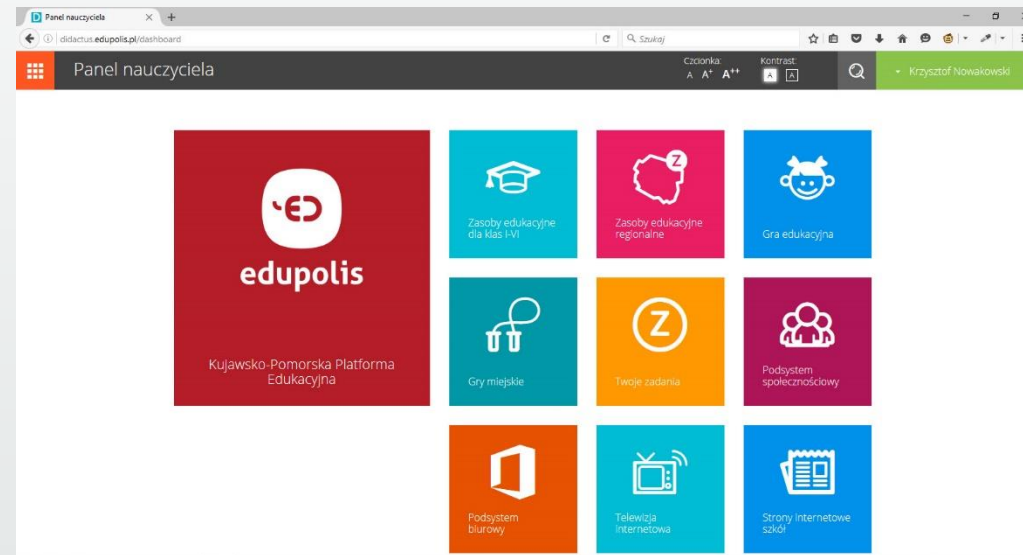 Panel nauczyciela
didactus.edupolis.pl/dashboard
Szukaj
Panel nauczyciela
Czcionka:
A A+ A++
Kontrast:
A A
Krzysztof Nowakowski
edupolis
Kujawsko-Pomorska Platforma
Edukacyjna
Zasoby edukacyjne
dla klas I-VI
Z
Zasoby edukacyjne
regionalne
Gra edukacyjna
Gry miejskie
Z
Twoje zadania
Podsystem
społecznościowy
Podsystem
biurowy
Telewizja
Internetowa
Strony Internetowe
szkół